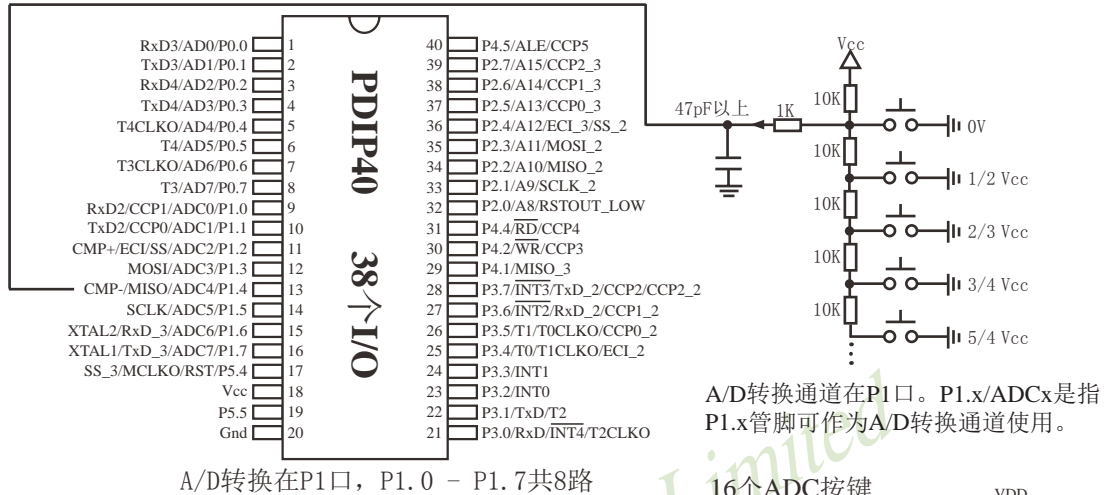 RxD3/AD0/P0.0 1
TxD3/AD1/P0.1 2
RxD4/AD2/P0.2 3
TxD4/AD3/P0.3 4
T4CLKO/AD4/P0.4 5
T4/AD5/P0.5 6
T3CLKO/AD6/P0.6 7
T3/AD7/P0.7 8
RxD2/CCP1/ADC0/P1.0 9
TxD2/CCP0/ADC1/P1.1 10
CMP+/ECI/SS/ADC2/P1.2 11
MOSI/ADC3/P1.3 12
CMP-/MISO/ADC4/P1.4 13
SCLK/ADC5/P1.5 14
XTAL2/RxD_3/ADC6/P1.6 15
XTAL1/TxD_3/ADC7/P1.7 16
SS_3/MCLKO/RST/P5.4 17
Vcc 18
P5.5 19
Gnd 20
PDIP40 38个I/O
40 P4.5/ALE/CCP5
39 P2.7/A15/CCP2_3
38 P2.6/A14/CCP1_3
37 P2.5/A13/CCP0_3
36 P2.4/A12/ECI_3/SS_2
35 P2.3/A11/MOSI_2
34 P2.2/A10/MISO_2
33 P2.1/A9/SCLK_2
32 P2.0/A8/RSTOUT_LOW
31 P4.4/RD/CCP4
30 P4.2/WR/CCP3
29 P4.1/MISO_3
28 P3.7/INT3/TxD_2/CCP2/CCP2_2
27 P3.6/INT2/RxD_2/CCP1_2
26 P3.5/T1/T0CLKO/CCP0_2
25 P3.4/T0/T1CLKO/ECI_2
24 P3.3/INT1
23 P3.2/INT0
22 P3.1/TxD/T2
21 P3.0/RxD/INT4/T2CLKO
A/D转换在P1口，P1.0 - P1.7共8路
Vcc
10K
47pF以上 1K
0V
10K
1/2 Vcc
10K
2/3 Vcc
10K
3/4 Vcc
10K
5/4 Vcc
A/D转换通道在P1口。P1.x/ADCx是指
P1.x管脚可作为A/D转换通道使用。
Limited
16个ADC按键
VDD